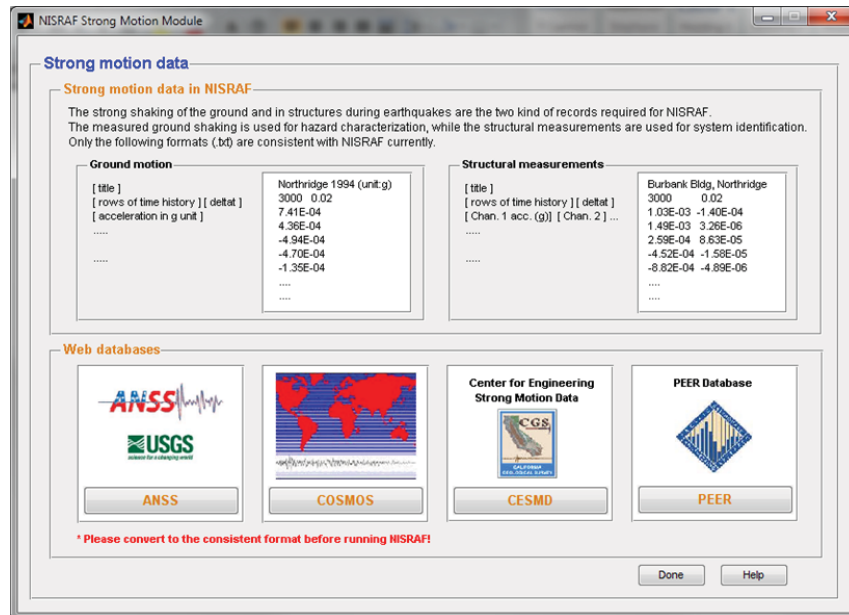 NISRAF Strong Motion Module
Strong motion data
Strong motion data in NISRAF
The strong shaking of the ground and in structures during earthquakes are the two kind of records required for NISRAF.
The measured ground shaking is used for hazard characterization, while the structural measurements are used for system identification.
Only the following formats (.txt) are consistent with NISRAF currently.
Ground motion
[ title ]
[ rows of time history ] [ deltat ]
[ acceleration in g unit ]
.....
.....
Northridge 1994 (unit:g)
3000 0.02
7.41E-04
4.36E-04
-4.94E-04
-4.70E-04
-1.35E-04
....
....
Structural measurements
[ title ]
[ rows of time history ] [ deltat ]
[ Chan. 1 acc. (g)] [ Chan. 2 ] ...
.....
.....
Burbank Bldg, Northridge
3000 0.02
1.03E-03 -1.40E-04
1.49E-03 3.26E-06
2.59E-04 8.63E-05
-4.52E-04 -1.58E-05
-8.82E-04 -4.89E-06
....
....
Web databases
ANSS
USGS
science for a changing world
ANSS
COSMOS
Center for Engineering
Strong Motion Data
CGS
CALIFORNIA
GEOLOGICAL SURVEY
CESMD
PEER Database
PEER
* Please convert to the consistent format before running NISRAF!
Done
Help